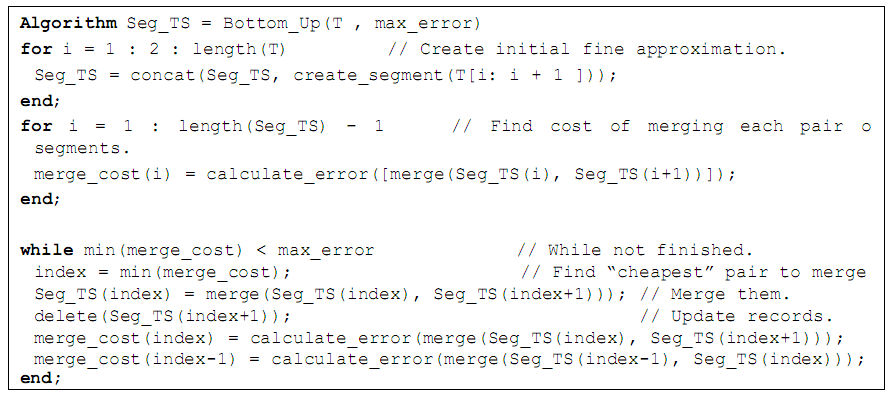 Algorithm Seg_TS = Bottom_Up(T , max_error)
for i = 1 : 2 : length(T) // Create initial fine approximation.
Seg_TS = concat(Seg_TS, create_segment(T[i: i + 1 ]));
end;
for i = 1 : length(Seg_TS) - 1 // Find cost of merging each pair o
segments.
merge_cost(i) = calculate_error([merge(Seg_TS(i), Seg_TS(i+1))]);
end;
while min(merge_cost) < max_error // While not finished.
index = min(merge_cost); // Find “cheapest” pair to merge
Seg_TS(index) = merge(Seg_TS(index), Seg_TS(index+1))); // Merge them.
delete(Seg_TS(index+1)); // Update records.
merge_cost(index) = calculate_error(merge(Seg_TS(index), Seg_TS(index+1)));
merge_cost(index-1) = calculate_error(merge(Seg_TS(index-1), Seg_TS(index)));
end;